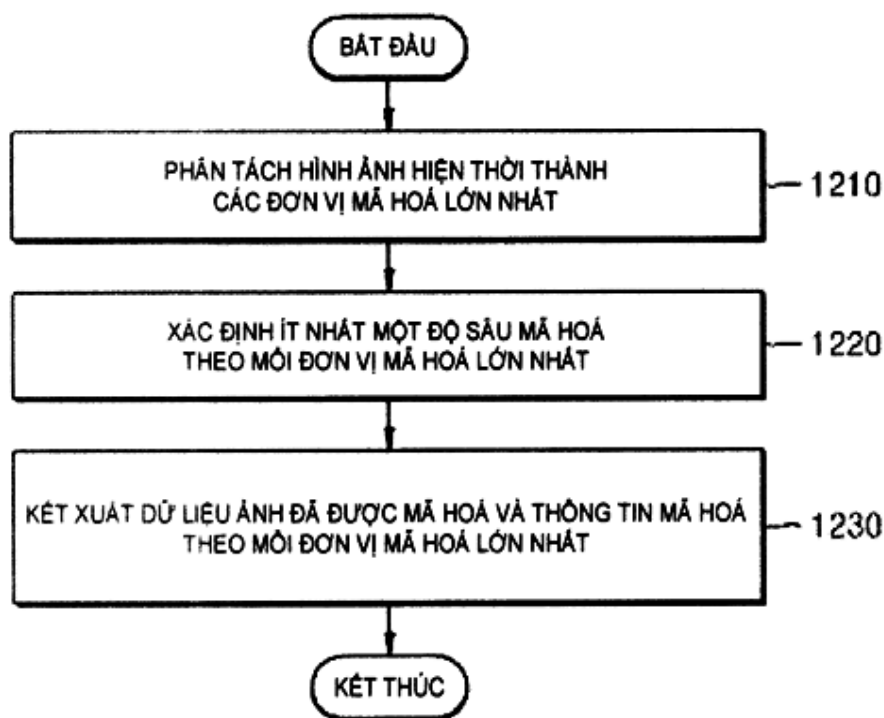 BẮT ĐẦU
PHÂN TÁCH HÌNH ẢNH HIỆN THỜI THÀNH
CÁC ĐƠN VỊ MÃ HOÁ LỚN NHẤT
1210
XÁC ĐỊNH ÍT NHẤT MỘT ĐỘ SÂU MÃ HOÁ
THEO MỖI ĐƠN VỊ MÃ HOÁ LỚN NHẤT
1220
KẾT XUẤT DỮ LIỆU ẢNH ĐÃ ĐƯỢC MÃ HOÁ VÀ THÔNG TIN MÃ HOÁ
THEO MỖI ĐƠN VỊ MÃ HOÁ LỚN NHẤT
1230
KẾT THÚC